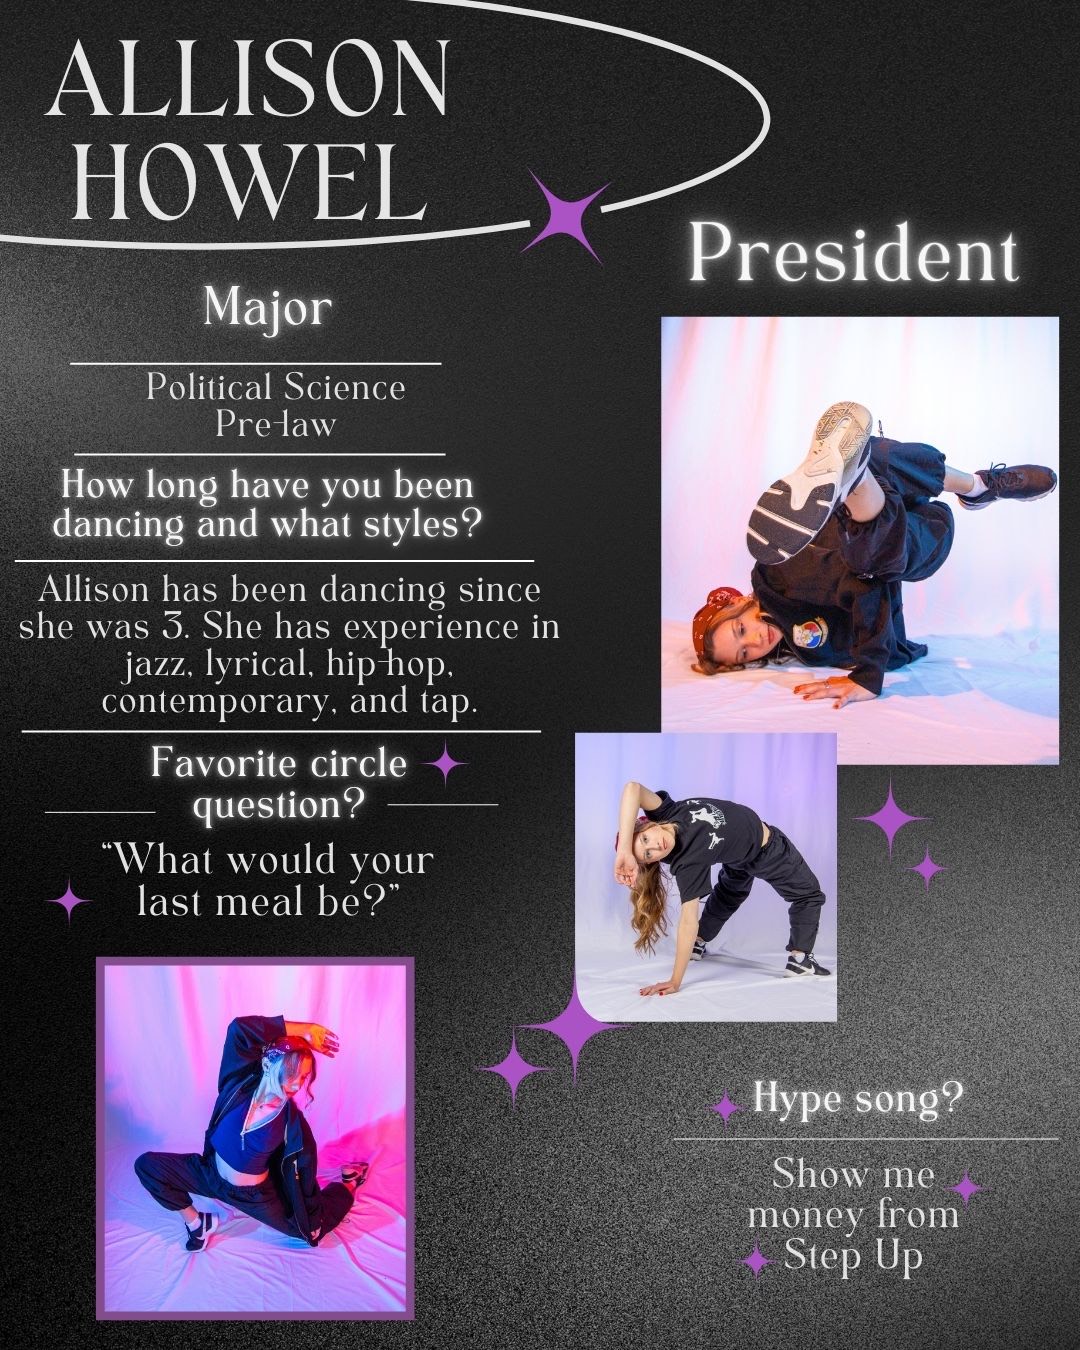 ALLISON
HOWEL
President
Major
Political Science
Pre-law
How long have you been
dancing and what styles?
Allison has been dancing since
she was 3. She has experience in
jazz, lyrical, hip-hop,
contemporary, and tap.
Favorite circle
question?
“What would your
last meal be?”
Hype song?
Show me
money from
Step Up